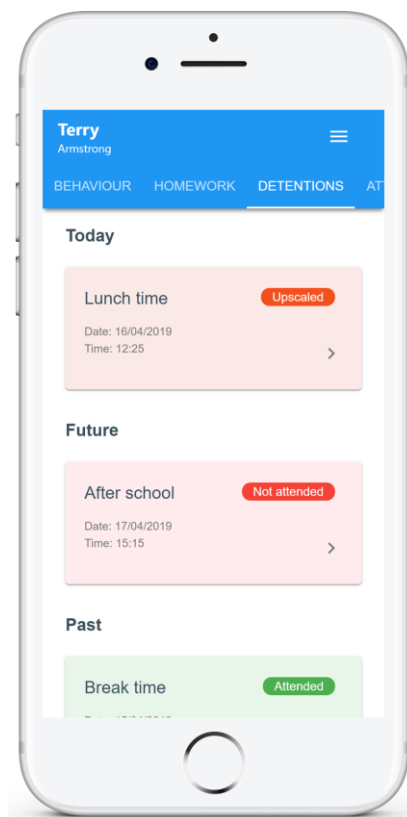 Terry
Armstrong
BEHAVIOUR HOMEWORK DETENTIONS AT
Today
Lunch time Upscaled
Date: 16/04/2019
Time: 12:25
Future
After school Not attended
Date: 17/04/2019
Time: 15:15
Past
Break time Attended